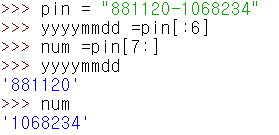 >>> pin = "881120-1068234"
>>> yyyymmdd =pin[:6]
>>> num =pin[7:]
>>> yyyymmdd
'881120'
>>> num
'1068234'